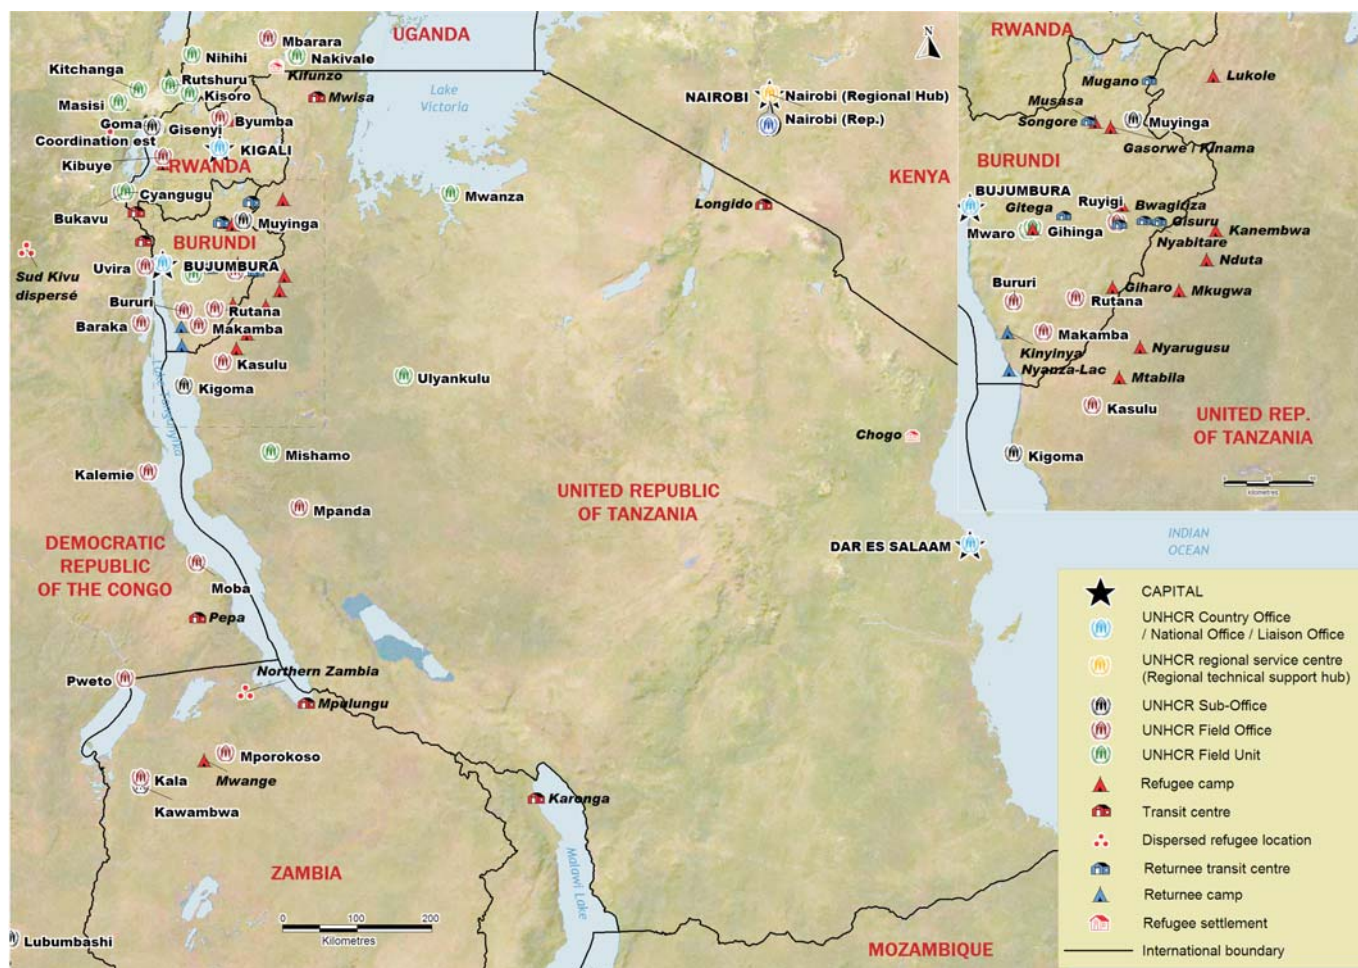 UGANDA
Mbarara
Nihihi
Nakivale
Kitchanga
Rutshuru
Kifunzo
Kisoro
Masisi
Mwisa
Lake
Victoria
Goma
Gisenyi
Byumba
Coordination est
KIGALI
Kibuye
RWANDA
Cyangugu
Bukavu
Muyinga
Mwanza
BURUNDI
Uvira
BUJUMBURA
Sud Kivu
dispersé
Bururi
Rutana
Baraka
Makamba
Kasulu
Kigoma
Lake Tanganyika
Ulyankulu
Mishamo
Kalemie
Mpanda
N
NAIROBI
Nairobi (Regional Hub)
Nairobi (Rep.)
KENYA
Longido
Chogo
UNITED REPUBLIC
OF TANZANIA
DAR ES SALAAM
DEMOCRATIC
REPUBLIC
OF THE CONGO
Moba
Pepa
Northern Zambia
Pweto
Mpulungu
Mporokoso
Mwange
Kala
Kawambwa
Karonga
ZAMBIA
Malawi Lake
0 100 200
Kilometres
Lubumbashi
MOZAMBIQUE
RWANDA
Mugano
Lukole
Musasa
Songore
Muyinga
Gasorwe / Kinama
BURUNDI
BUJUMBURA
Gitega
Ruyigi
Bwagiriza
Mwaro
Gihinga
Gisuru
Nyabitare
Kanembwa
Nduta
Bururi
Giharo
Mkugwa
Rutana
Makamba
Kinyinya
Nyarugusu
Nyanza-Lac
Mtabila
Kasulu
UNITED REP.
OF TANZANIA
Kigoma
kilometres
INDIAN
OCEAN
CAPITAL
UNHCR Country Office
/ National Office / Liaison Office
UNHCR regional service centre
(Regional technical support hub)
UNHCR Sub-Office
UNHCR Field Office
UNHCR Field Unit
Refugee camp
Transit centre
Dispersed refugee location
Returnee transit centre
Returnee camp
Refugee settlement
International boundary